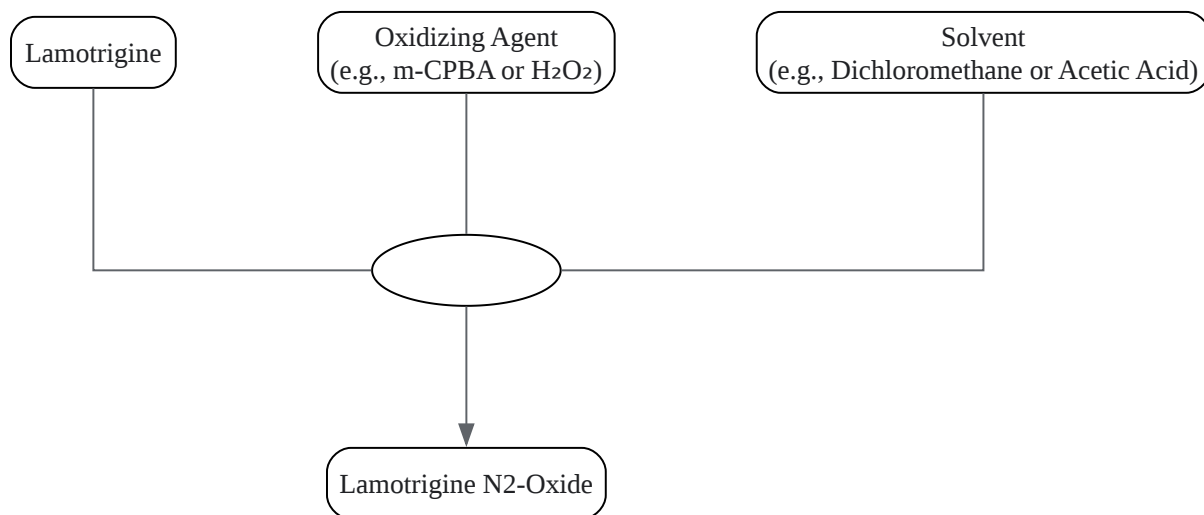 Lamotrigine
Oxidizing Agent
(e.g., m-CPBA or H₂O₂)
Solvent
(e.g., Dichloromethane or Acetic Acid)
Lamotrigine N2-Oxide